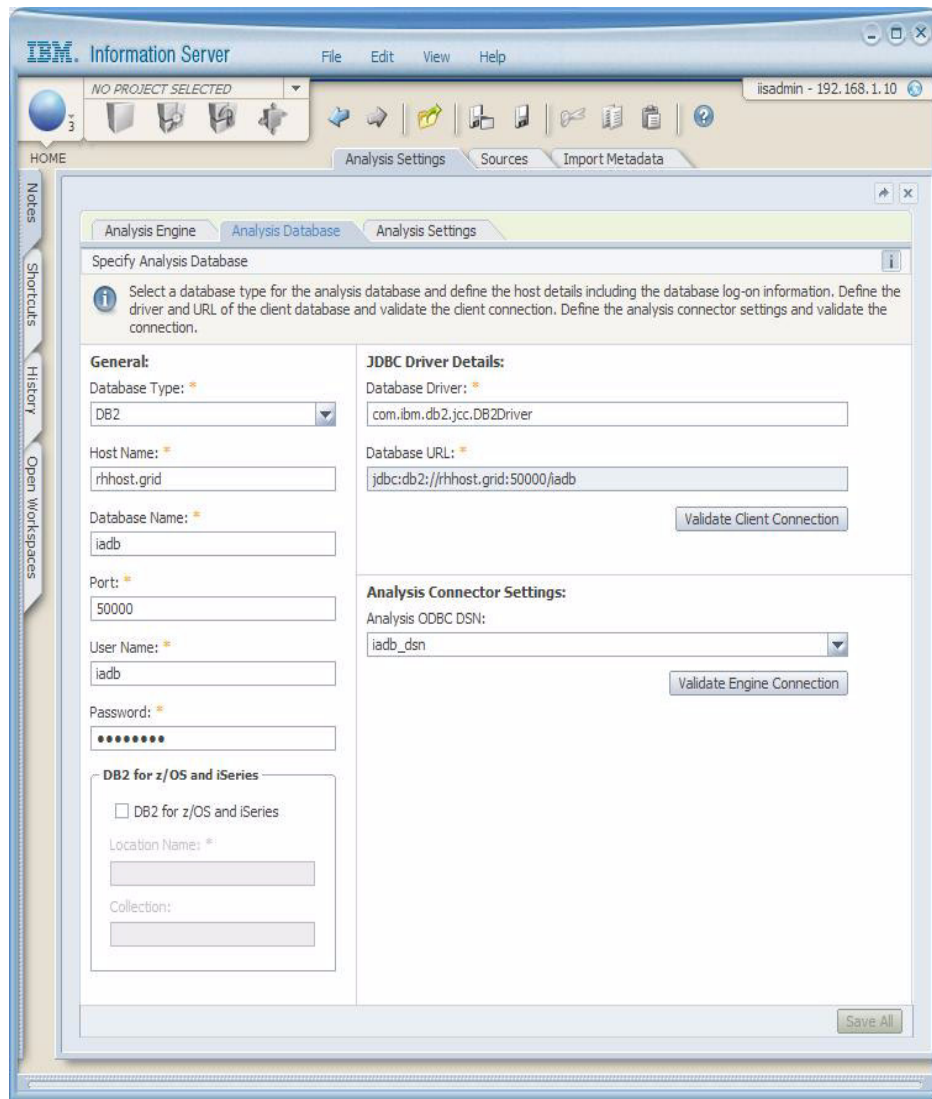 IBM. Information Server
File Edit View Help
NO PROJECT SELECTED
iisadmin - 192.168.1.10
3
HOME
Analysis Settings Sources Import Metadata
Notes
Shortcuts
History
Open Workspaces
Analysis Engine Analysis Database Analysis Settings
Specify Analysis Database
Select a database type for the analysis database and define the host details including the database log-on information. Define the
driver and URL of the client database and validate the client connection. Define the analysis connector settings and validate the
connection.
General:
Database Type: *
DB2
Host Name: *
rhhost.grid
Database Name: *
iadb
Port: *
50000
User Name: *
iadb
Password: *
••••••••
DB2 for z/OS and iSeries
DB2 for z/OS and iSeries
Location Name: *
Collection:
JDBC Driver Details:
Database Driver: *
com.ibm.db2.jcc.DB2Driver
Database URL: *
jdbc:db2://rhhost.grid:50000/iadb
Validate Client Connection
Analysis Connector Settings:
Analysis ODBC DSN:
iadb_dsn
Validate Engine Connection
Save All